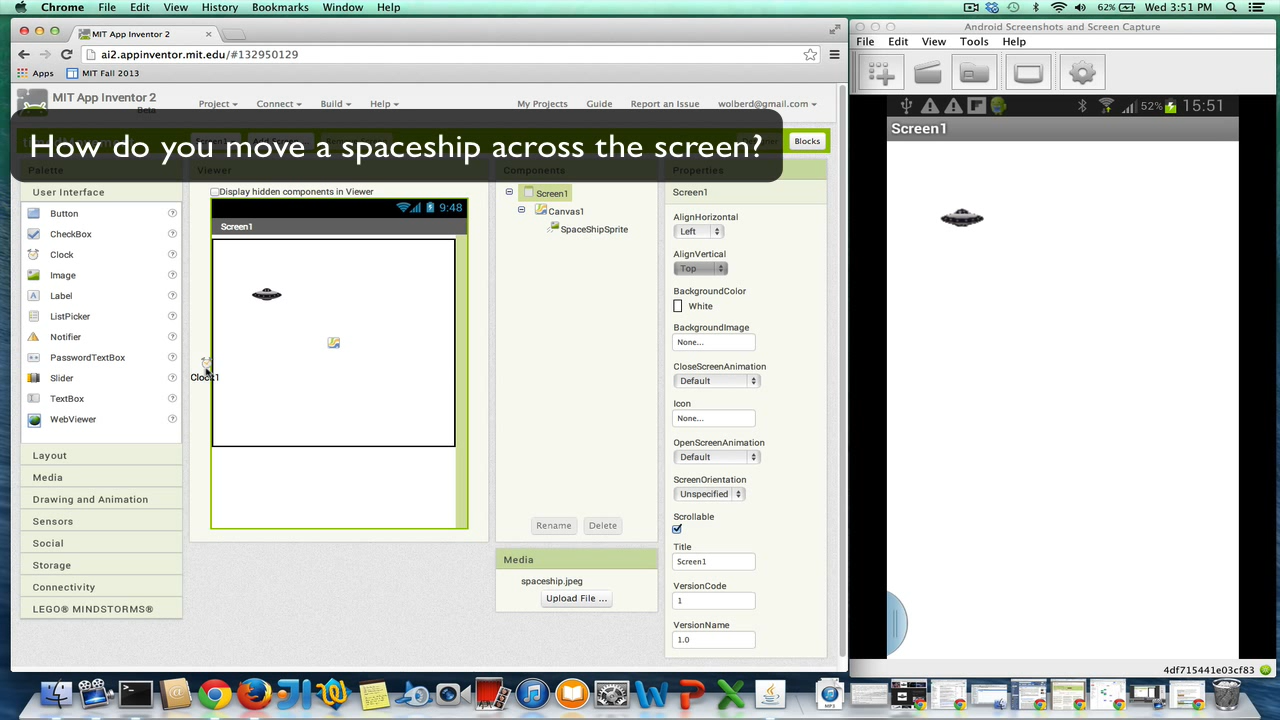 Chrome File Edit View History Bookmarks Window Help
62% Wed 3:51 PM
MIT App Inventor 2
ai2.appinventor.mit.edu/#132950129
Apps MIT Fall 2013
MIT App Inventor 2
Beta
Project Connect Build Help My Projects Guide Report an Issue wolberd@gmail.com
How do you move a spaceship across the screen?
Blocks
Palette Viewer Components Properties
User Interface
Button
CheckBox
Clock
Image
Label
ListPicker
Notifier
PasswordTextBox
Slider
TextBox
WebViewer
Layout
Media
Drawing and Animation
Sensors
Social
Storage
Connectivity
LEGO® MINDSTORMS®
Display hidden components in Viewer
9:48
Screen1
Clock1
Screen1
Canvas1
SpaceShipSprite
Rename Delete
Media
spaceship.jpeg
Upload File ...
Screen1
AlignHorizontal
Left
AlignVertical
Top
BackgroundColor
White
BackgroundImage
None...
CloseScreenAnimation
Default
Icon
None...
OpenScreenAnimation
Default
ScreenOrientation
Unspecified
Scrollable
Title
Screen1
VersionCode
1
VersionName
1.0
Android Screenshots and Screen Capture
File Edit View Tools Help
52% 15:51
Screen1
4df715441e03cf83